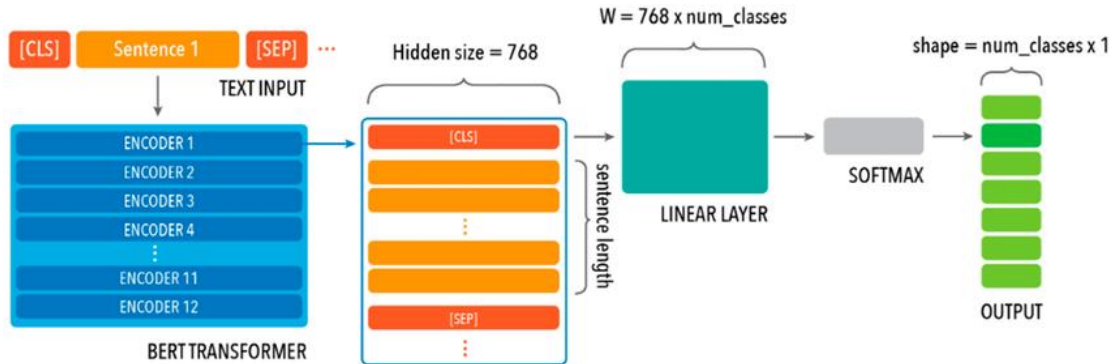 [CLS] Sentence 1 [SEP] ...
TEXT INPUT
ENCODER 1
ENCODER 2
ENCODER 3
ENCODER 4
⋮
ENCODER 11
ENCODER 12
BERT TRANSFORMER
Hidden size = 768
[CLS]
⋮
[SEP]
⋮
sentence length
W = 768 x num_classes
LINEAR LAYER
SOFTMAX
shape = num_classes x 1
OUTPUT